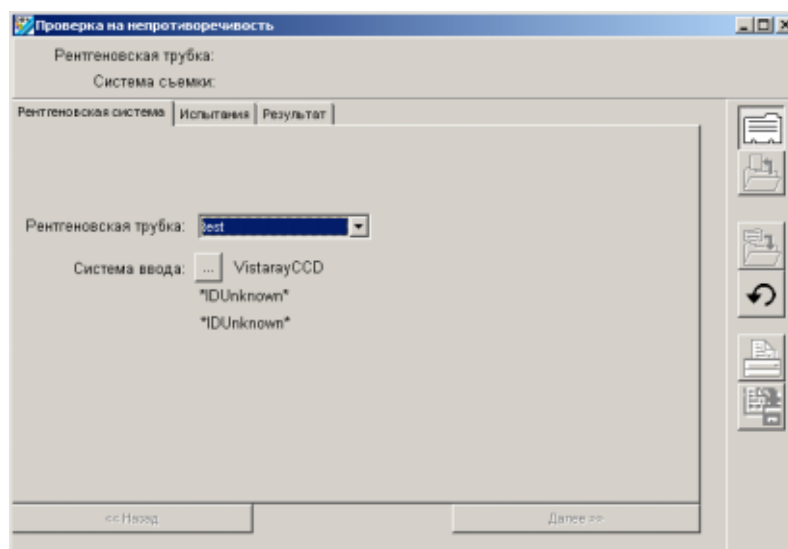 Проверка на непротиворечивость
Рентгеновская трубка:
Система съемки:
Рентгеновская система Испытания Результат
Рентгеновская трубка: test
Система ввода: ... VistarayCCD
*IDUnknown*
*IDUnknown*
<< Назад Далее >>